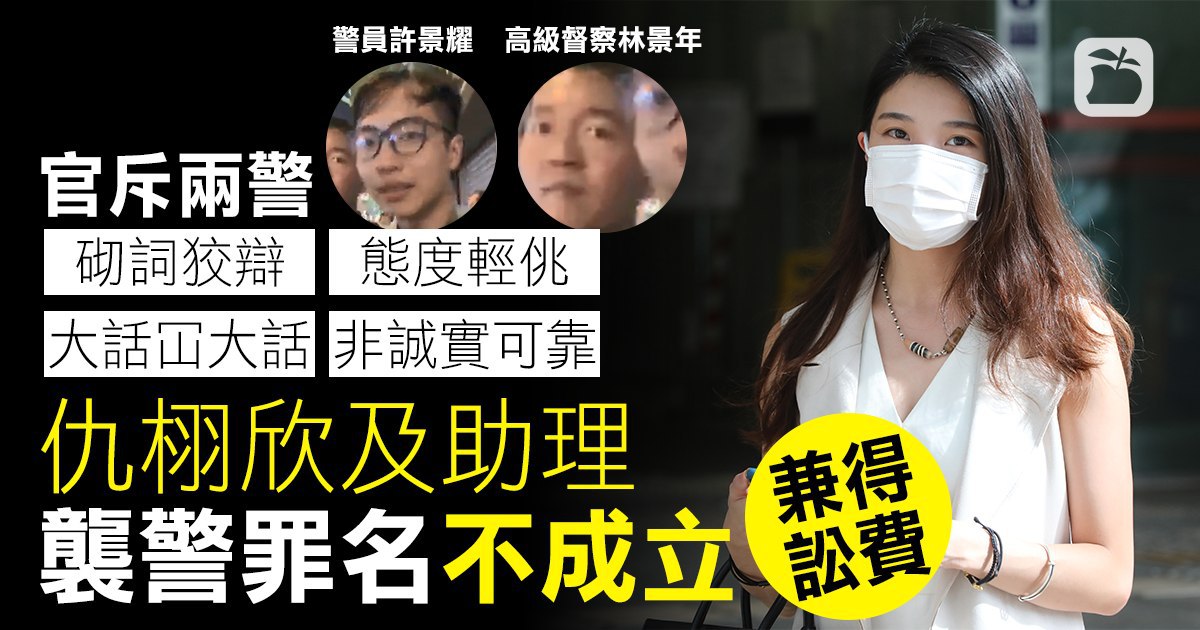 警員許景耀 高級督察林景年
官斥兩警
砌詞狡辯 態度輕佻
大話冚大話 非誠實可靠
仇栩欣及助理
襲警罪名不成立
兼得
訟費